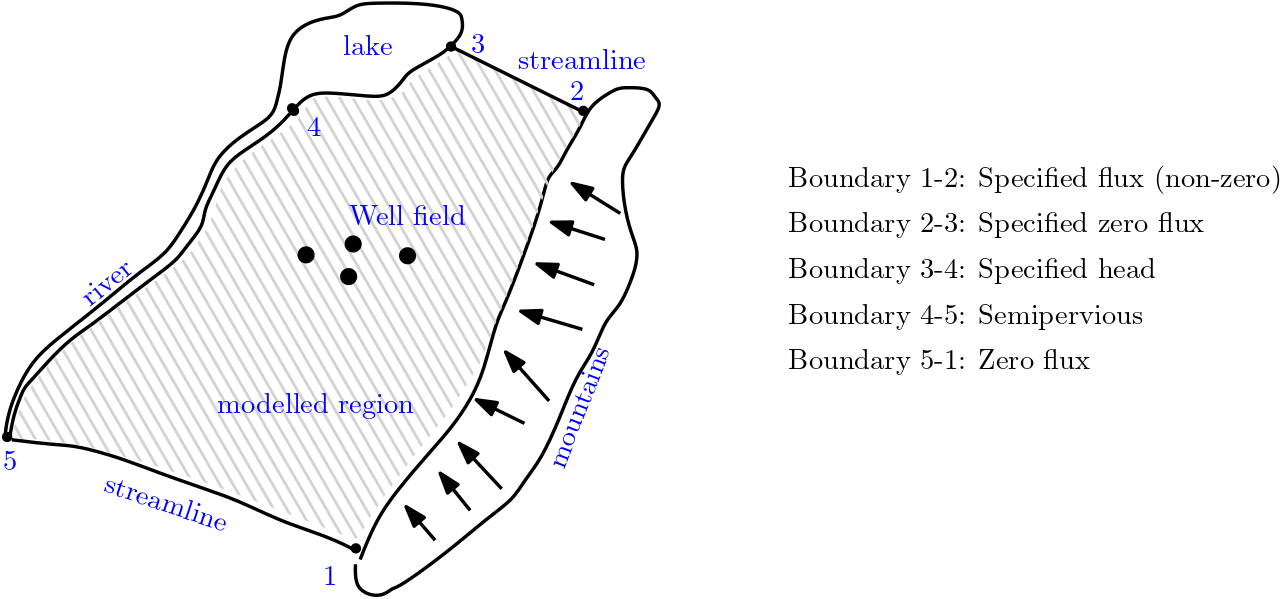 lake
3
streamline
2
4
Well field
river
mountains
modelled region
5
streamline
1
Boundary 1-2: Specified flux (non-zero)
Boundary 2-3: Specified zero flux
Boundary 3-4: Specified head
Boundary 4-5: Semipervious
Boundary 5-1: Zero flux